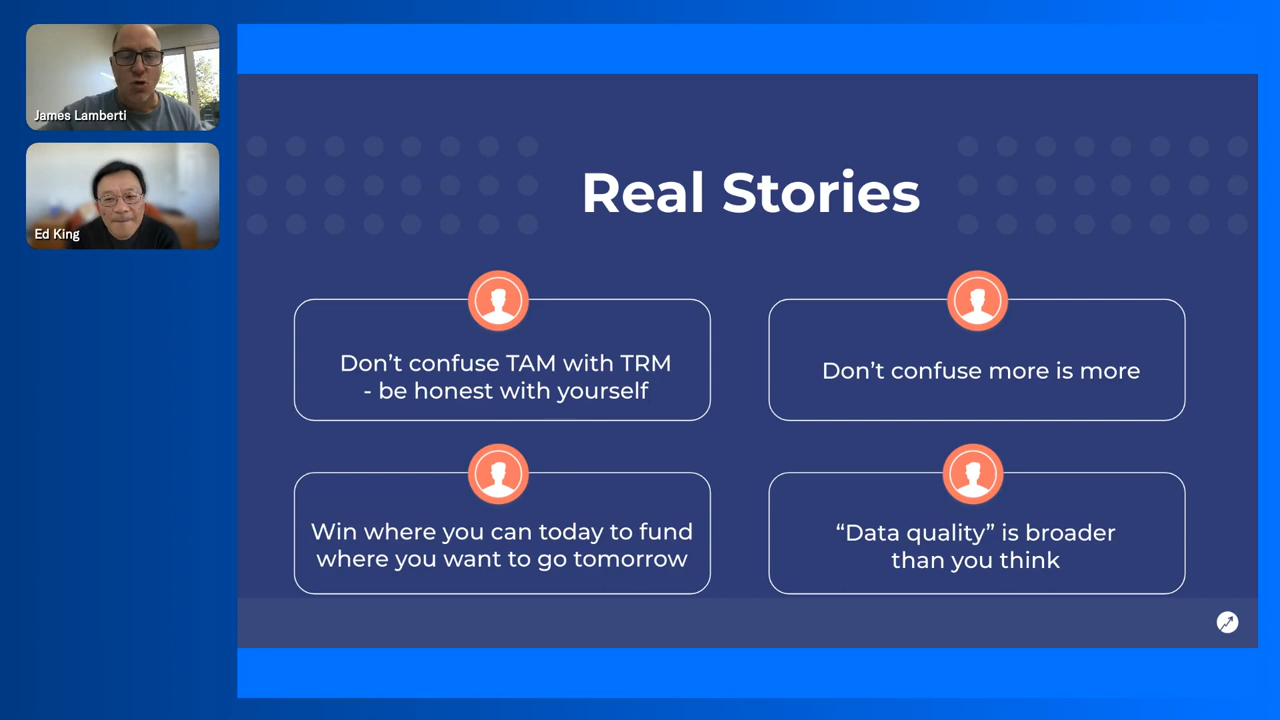 James Lamberti
Ed King
Real Stories
Don’t confuse TAM with TRM
- be honest with yourself
Don’t confuse more is more
Win where you can today to fund
where you want to go tomorrow
“Data quality” is broader
than you think